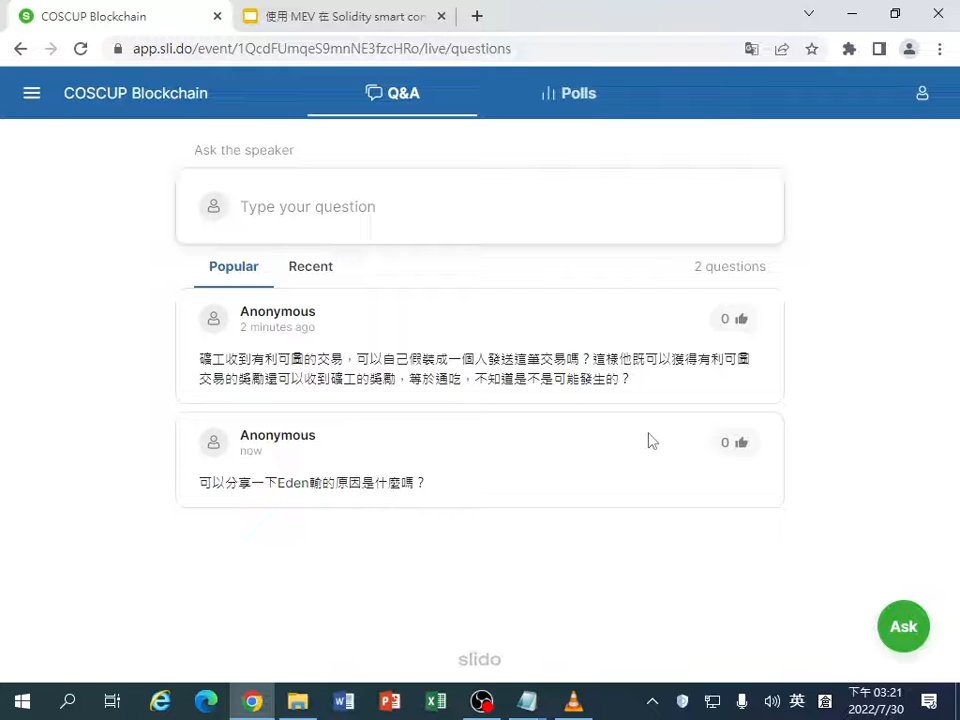 COSCUP Blockchain
使用 MEV 在 Solidity smart con
app.sli.do/event/1QcdFUmqeS9mnNE3fzcHRo/live/questions
COSCUP Blockchain
Q&A
Polls
Ask the speaker
Type your question
Popular
Recent
2 questions
Anonymous
2 minutes ago
0
礦工收到有利可圖的交易，可以自己假裝成一個人發送這筆交易嗎？這樣他既可以獲得有利可圖
交易的獎勵還可以收到礦工的獎勵，等於通吃，不知道是不是可能發生的？
Anonymous
now
0
可以分享一下Eden輸的原因是什麼嗎？
Ask
slido
英
下午 03:21
2022/7/30